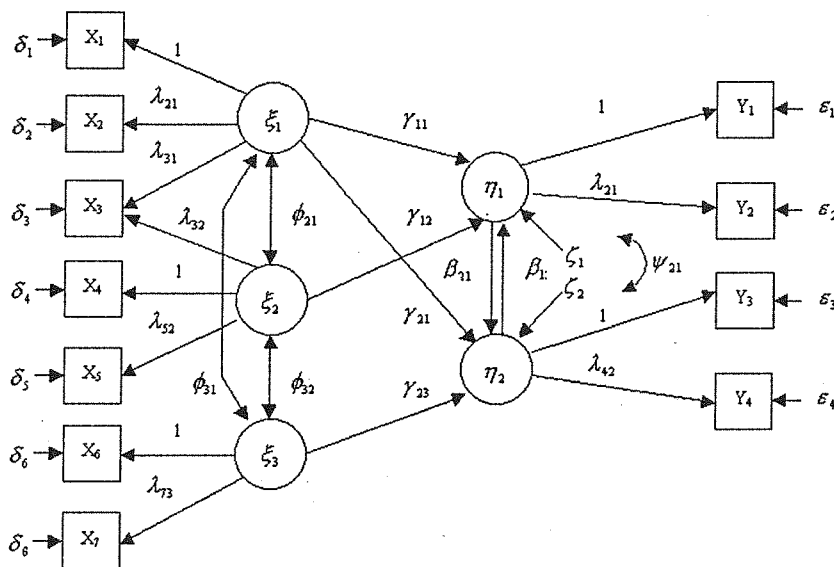 δ₁ X₁ 1
δ₂ X₂ λ₂₁
δ₃ X₃ λ₃₁
λ₃₂
δ₄ X₄ 1
δ₅ X₅ λ₅₂
δ₆ X₆ 1
δ₆ X₇ λ₇₃
ξ₁
ϕ₂₁
ξ₂
ϕ₃₁ ϕ₃₂
ξ₃
γ₁₁
γ₁₂
γ₂₁
γ₂₃
η₁
β₂₁ β₁: ζ₁ ψ₂₁
ζ₂
η₂
1 Y₁ ε₁
λ₂₁ Y₂ ε₂
1 Y₃ ε₃
λ₄₂ Y₄ ε₄